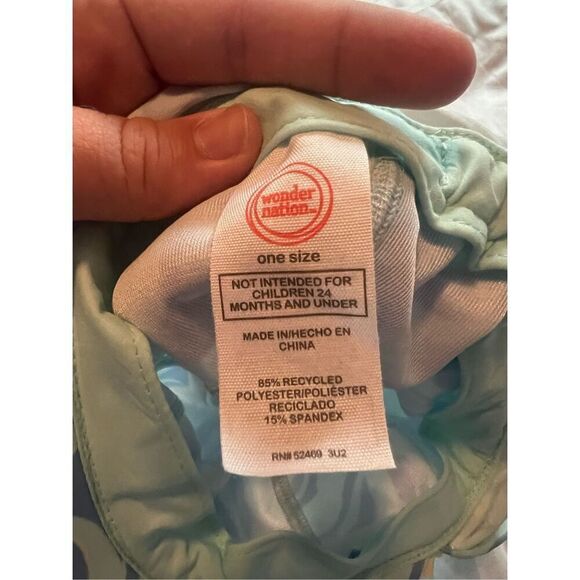 wonder
nation™
one size
NOT INTENDED FOR
CHILDREN 24
MONTHS AND UNDER
MADE IN/HECHO EN
CHINA
85% RECYCLED
POLYESTER/POLIÉSTER
RECICLADO
15% SPANDEX
RN# 52469 3U2